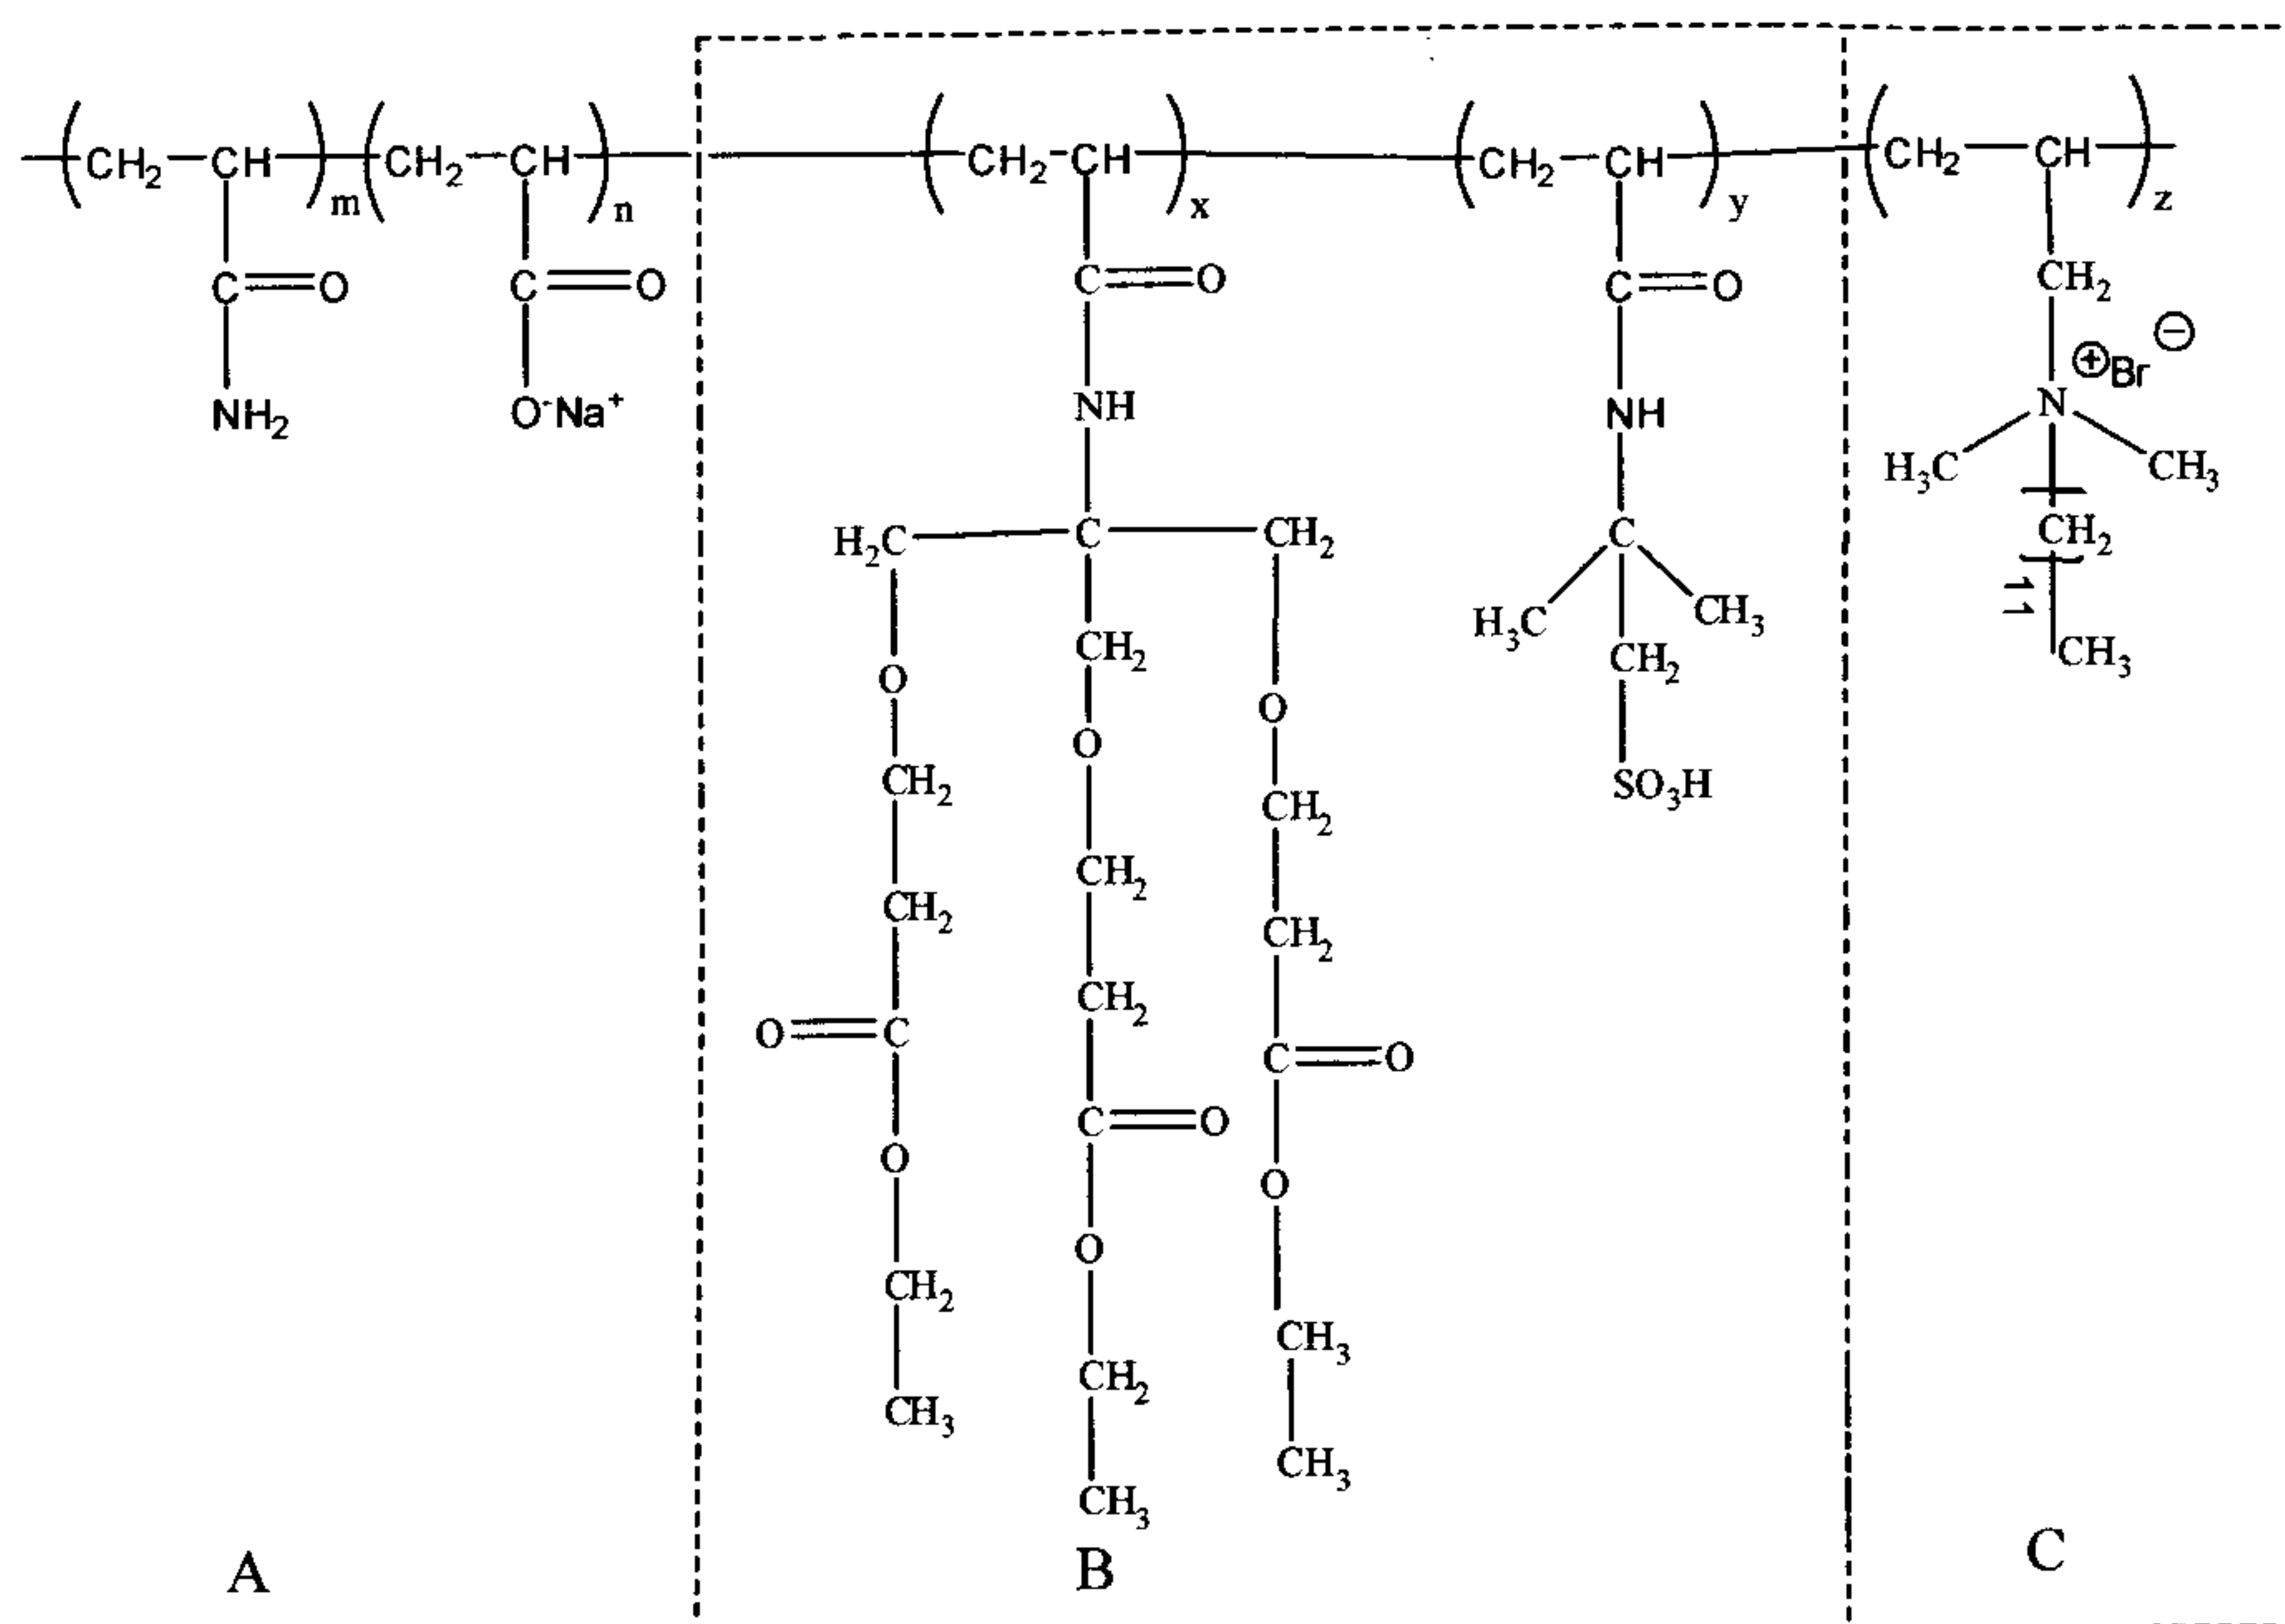 ( CH₂ CH )m ( CH₂ CH )n ( CH₂ CH )x ( CH₂ CH )y ( CH₂ CH )z
C=O C=O C=O C=O CH₂
NH₂ O⁻Na⁺ NH NH N ⊕Br ⊖
H₃C CH₃
H₂C C CH₂ C CH₂
11
H₃C CH₃
O CH₂ CH₂ CH₃
O O
CH₂ CH₂ SO₃H
CH₂ CH₂
CH₂ CH₂
O=C C=O
C=O
O O
O
CH₂ CH₃
CH₂
CH₃ CH₃
CH₃
A B C